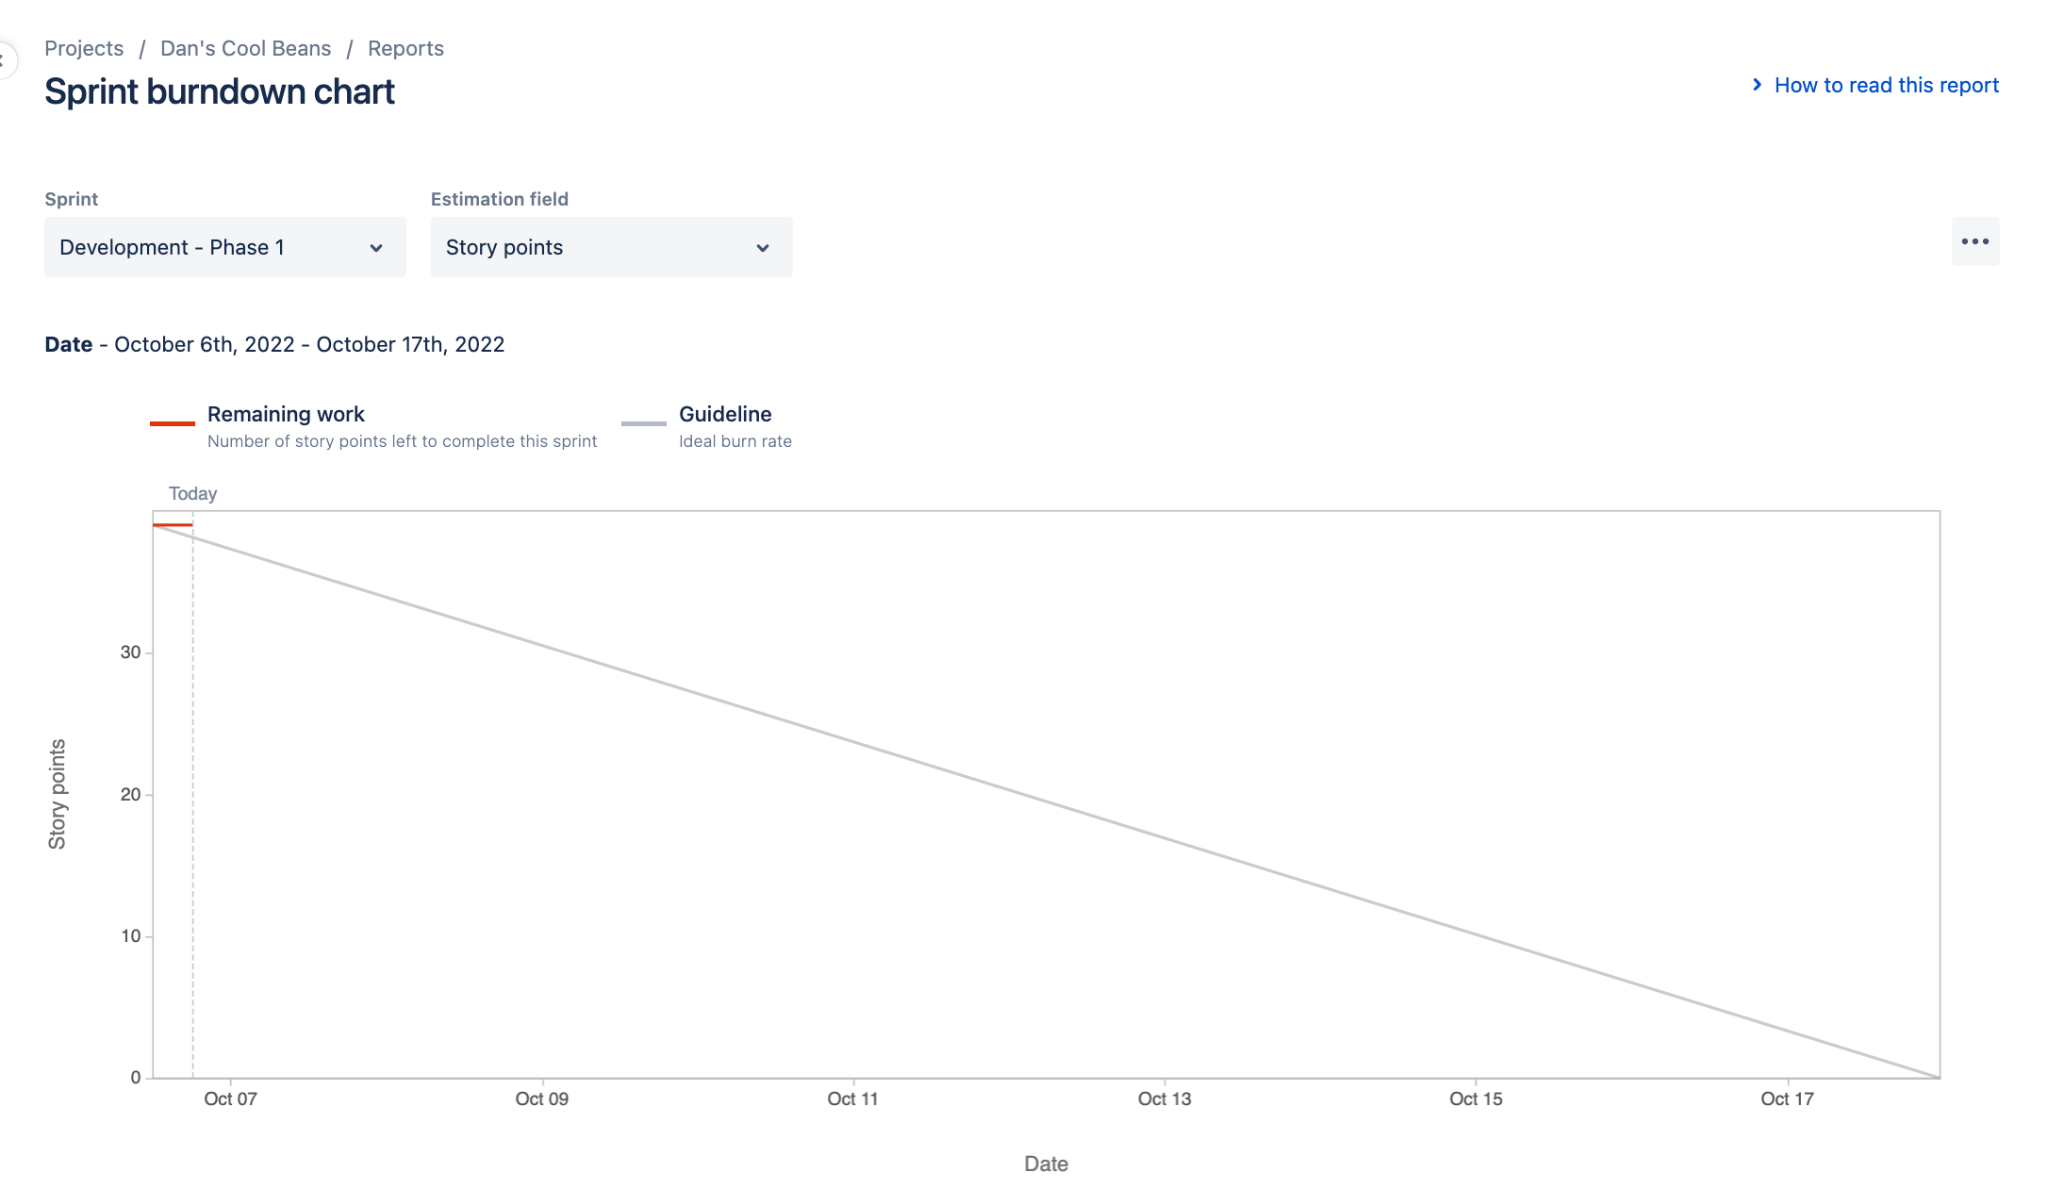 Projects / Dan's Cool Beans / Reports
Sprint burndown chart
How to read this report
Sprint
Estimation field
Development - Phase 1
Story points
Date - October 6th, 2022 - October 17th, 2022
Remaining work
Number of story points left to complete this sprint
Guideline
Ideal burn rate
Today
30
20
10
0
Story points
Oct 07
Oct 09
Oct 11
Oct 13
Oct 15
Oct 17
Date